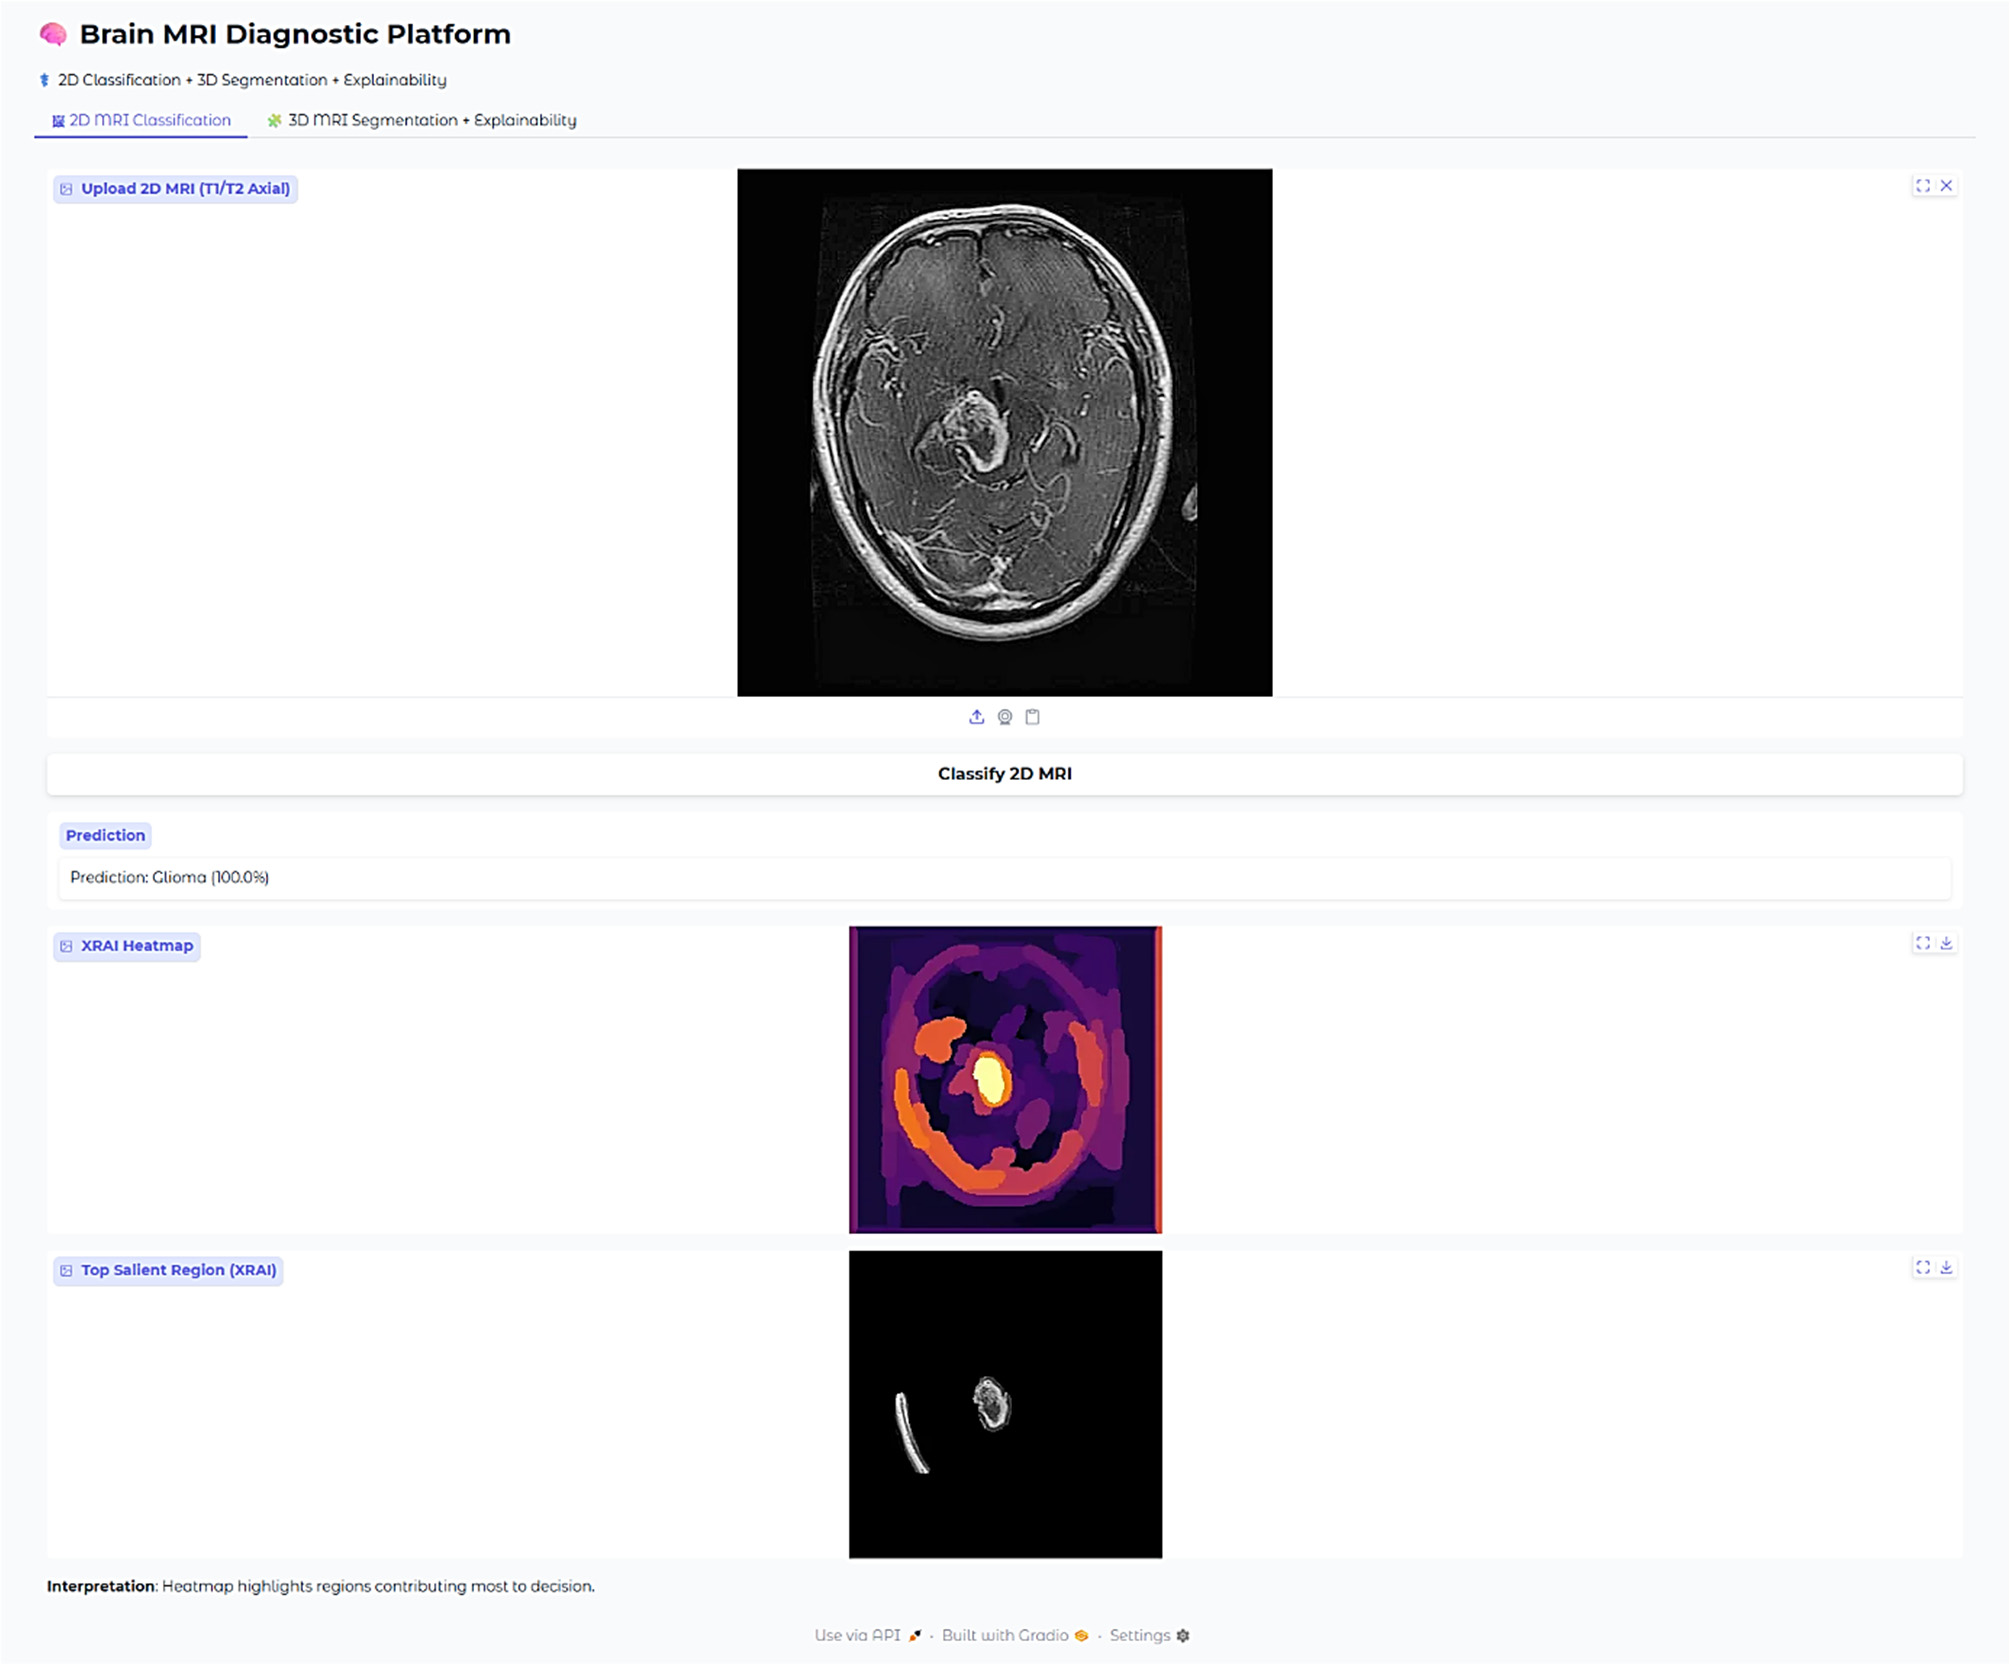 Brain MRI Diagnostic Platform
2D Classification + 3D Segmentation + Explainability
2D MRI Classification
3D MRI Segmentation + Explainability
Upload 2D MRI (T1/T2 Axial)
Classify 2D MRI
Prediction
Prediction: Glioma (100.0%)
XRAI Heatmap
Top Salient Region (XRAI)
Interpretation: Heatmap highlights regions contributing most to decision.
Use via API · Built with Gradio · Settings